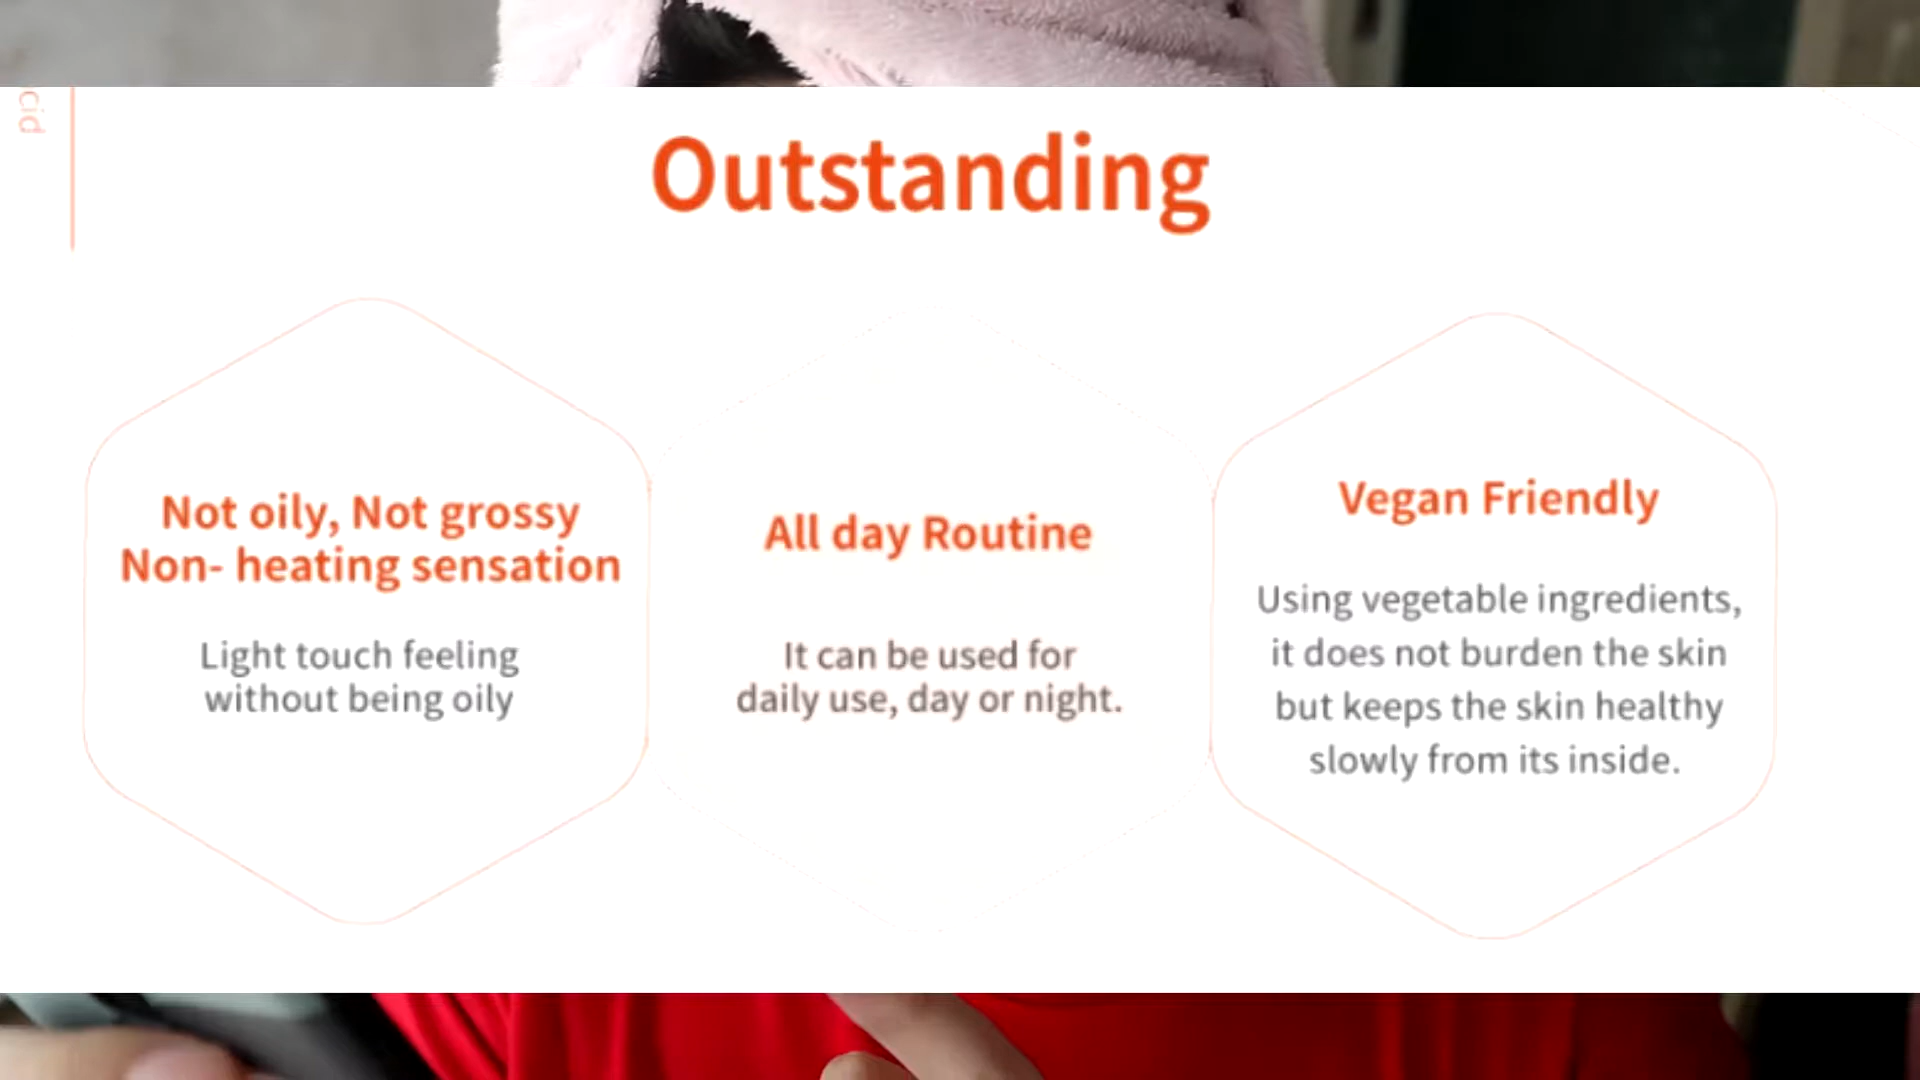 cid
Outstanding
Not oily, Not grossy
Non- heating sensation
Light touch feeling
without being oily
All day Routine
It can be used for
daily use, day or night.
Vegan Friendly
Using vegetable ingredients,
it does not burden the skin
but keeps the skin healthy
slowly from its inside.